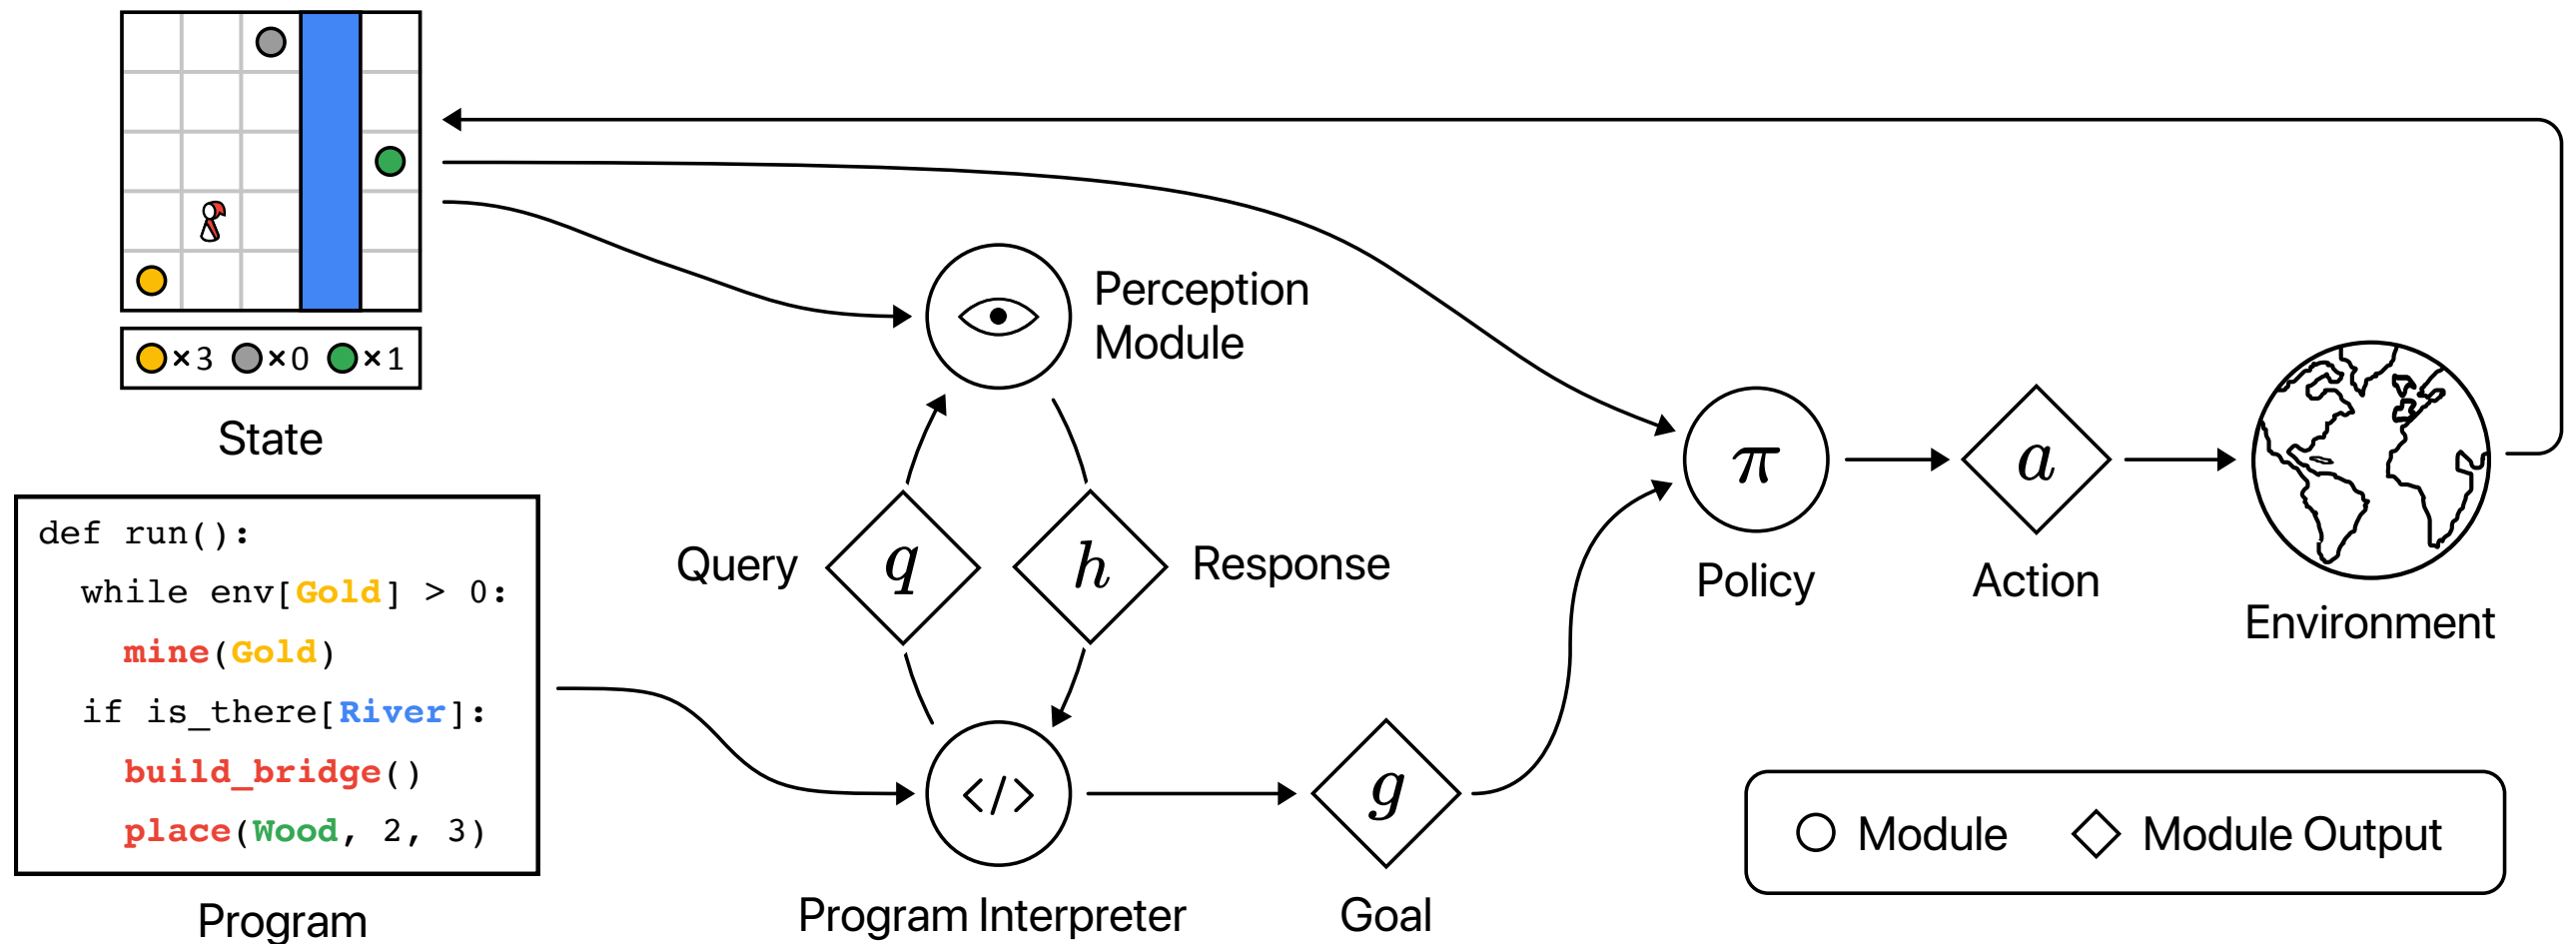 ×3 ×0 ×1
State
def run():
while env[Gold] > 0:
mine(Gold)
if is_there[River]:
build_bridge()
place(Wood, 2, 3)
Program
Perception
Module
Query
q
h
Response
</>
Program Interpreter
g
Goal
π
Policy
a
Action
Environment
Module
Module Output